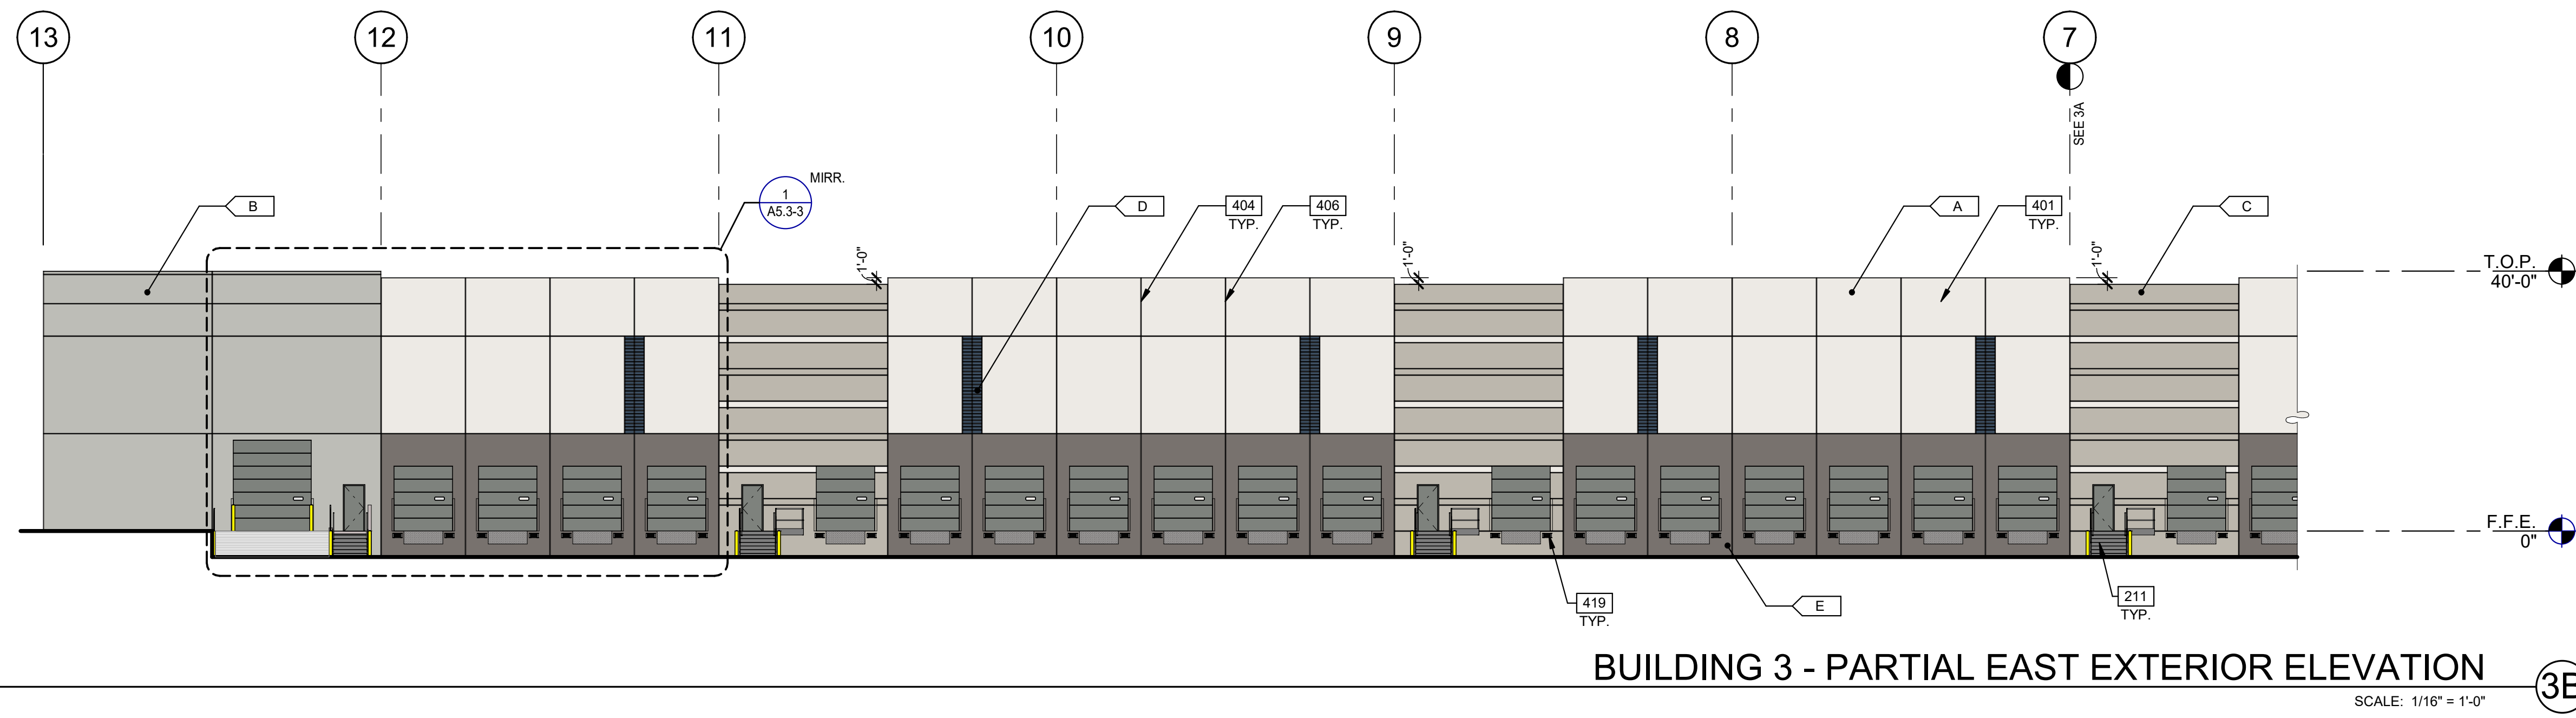 13
12
11
10
9
8
7
SEE 3A
MIRR.
1
A5.3-3
B
D
404
TYP.
406
TYP.
A
401
TYP.
C
1'-0"
1'-0"
1'-0"
T.O.P.
40'-0"
F.F.E.
0"
419
TYP.
E
211
TYP.
BUILDING 3 - PARTIAL EAST EXTERIOR ELEVATION
3B
SCALE: 1/16" = 1'-0"